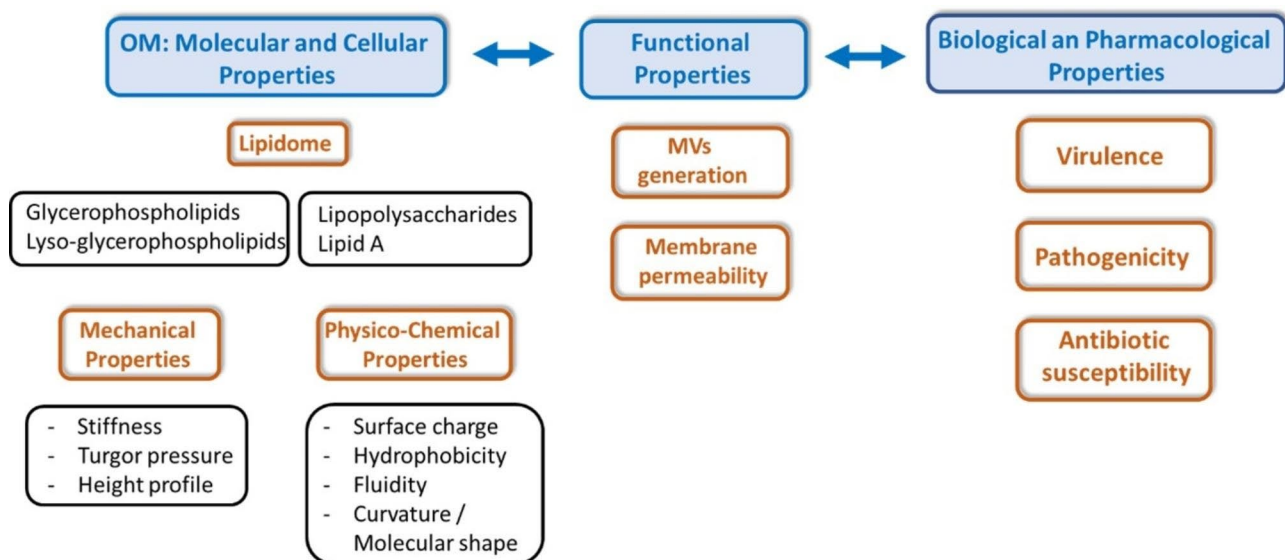 OM: Molecular and Cellular
Properties
Functional
Properties
Biological an Pharmacological
Properties
Lipidome
Glycerophospholipids
Lyso-glycerophospholipids
Lipopolysaccharides
Lipid A
Mechanical
Properties
Physico-Chemical
Properties
- Stiffness
- Turgor pressure
- Height profile
- Surface charge
- Hydrophobicity
- Fluidity
- Curvature /
Molecular shape
MVs
generation
Membrane
permeability
Virulence
Pathogenicity
Antibiotic
susceptibility